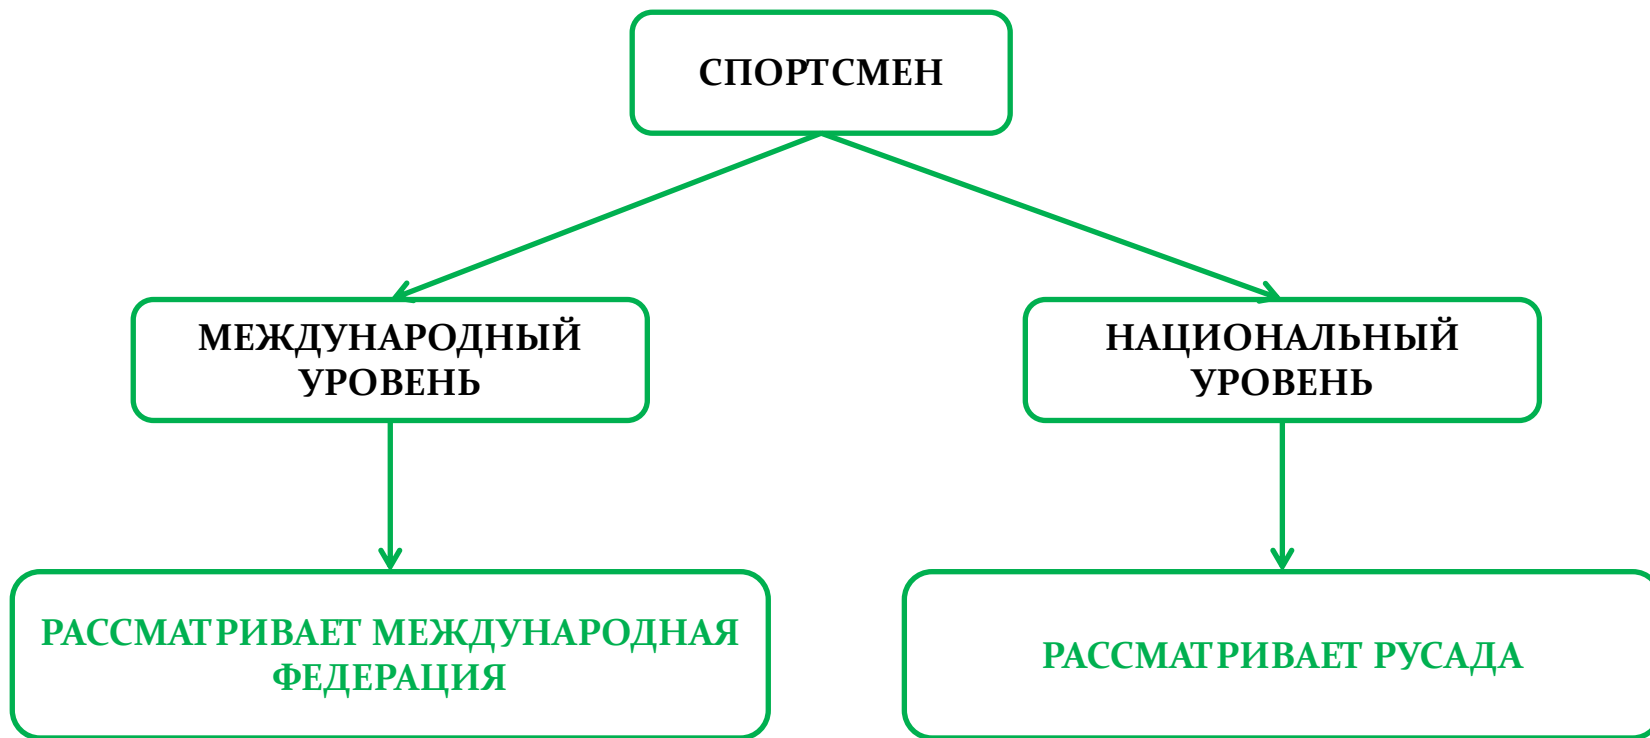 СПОРТСМЕН
МЕЖДУНАРОДНЫЙ
УРОВЕНЬ
НАЦИОНАЛЬНЫЙ
УРОВЕНЬ
РАССМАТРИВАЕТ МЕЖДУНАРОДНАЯ
ФЕДЕРАЦИЯ
РАССМАТРИВАЕТ РУСАДА